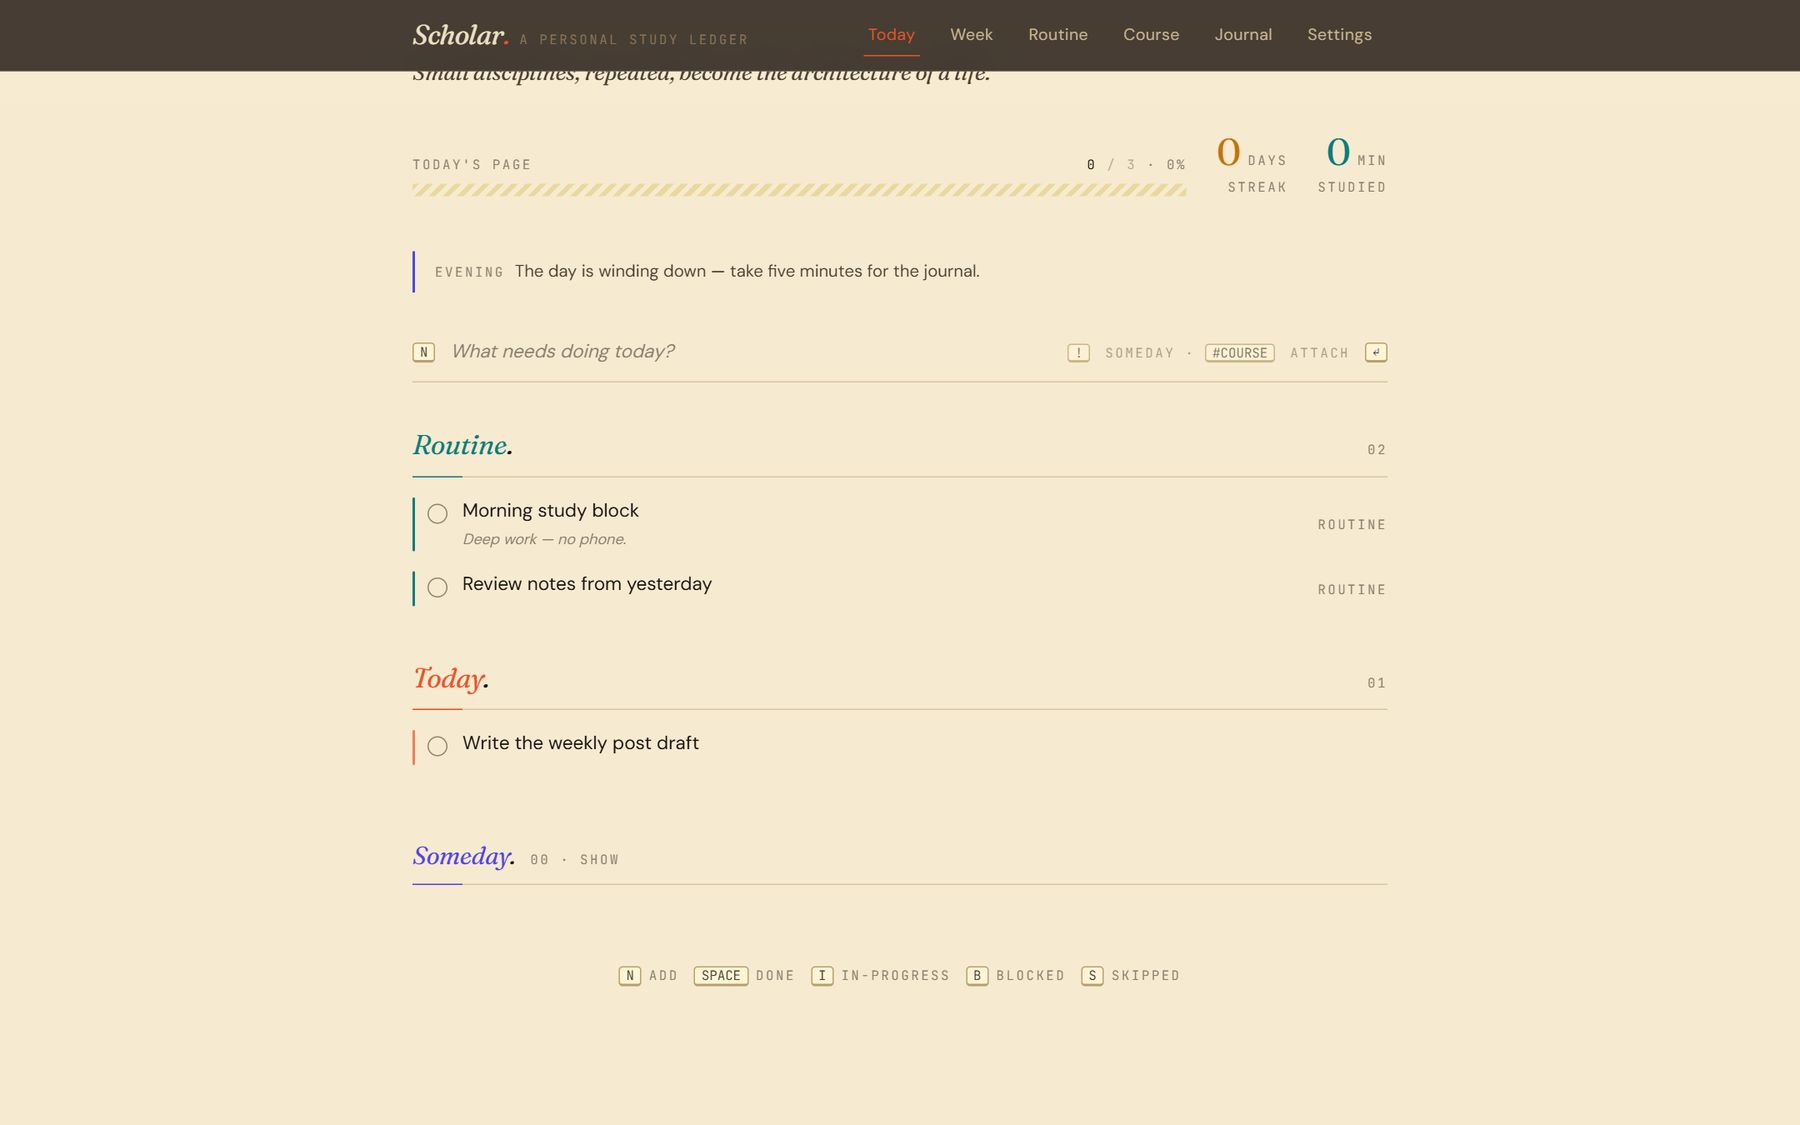 Scholar. A PERSONAL STUDY LEDGER Today Week Routine Course Journal Settings
Small disciplines, repeated, become the architecture of a life.
TODAY'S PAGE 0 / 3 · 0% 0 DAYS STREAK 0 MIN STUDIED
EVENING The day is winding down — take five minutes for the journal.
N What needs doing today? ! SOMEDAY · #COURSE ATTACH ↵
Routine. 02
Morning study block ROUTINE
Deep work — no phone.
Review notes from yesterday ROUTINE
Today. 01
Write the weekly post draft
Someday. 00 · SHOW
N ADD SPACE DONE I IN-PROGRESS B BLOCKED S SKIPPED